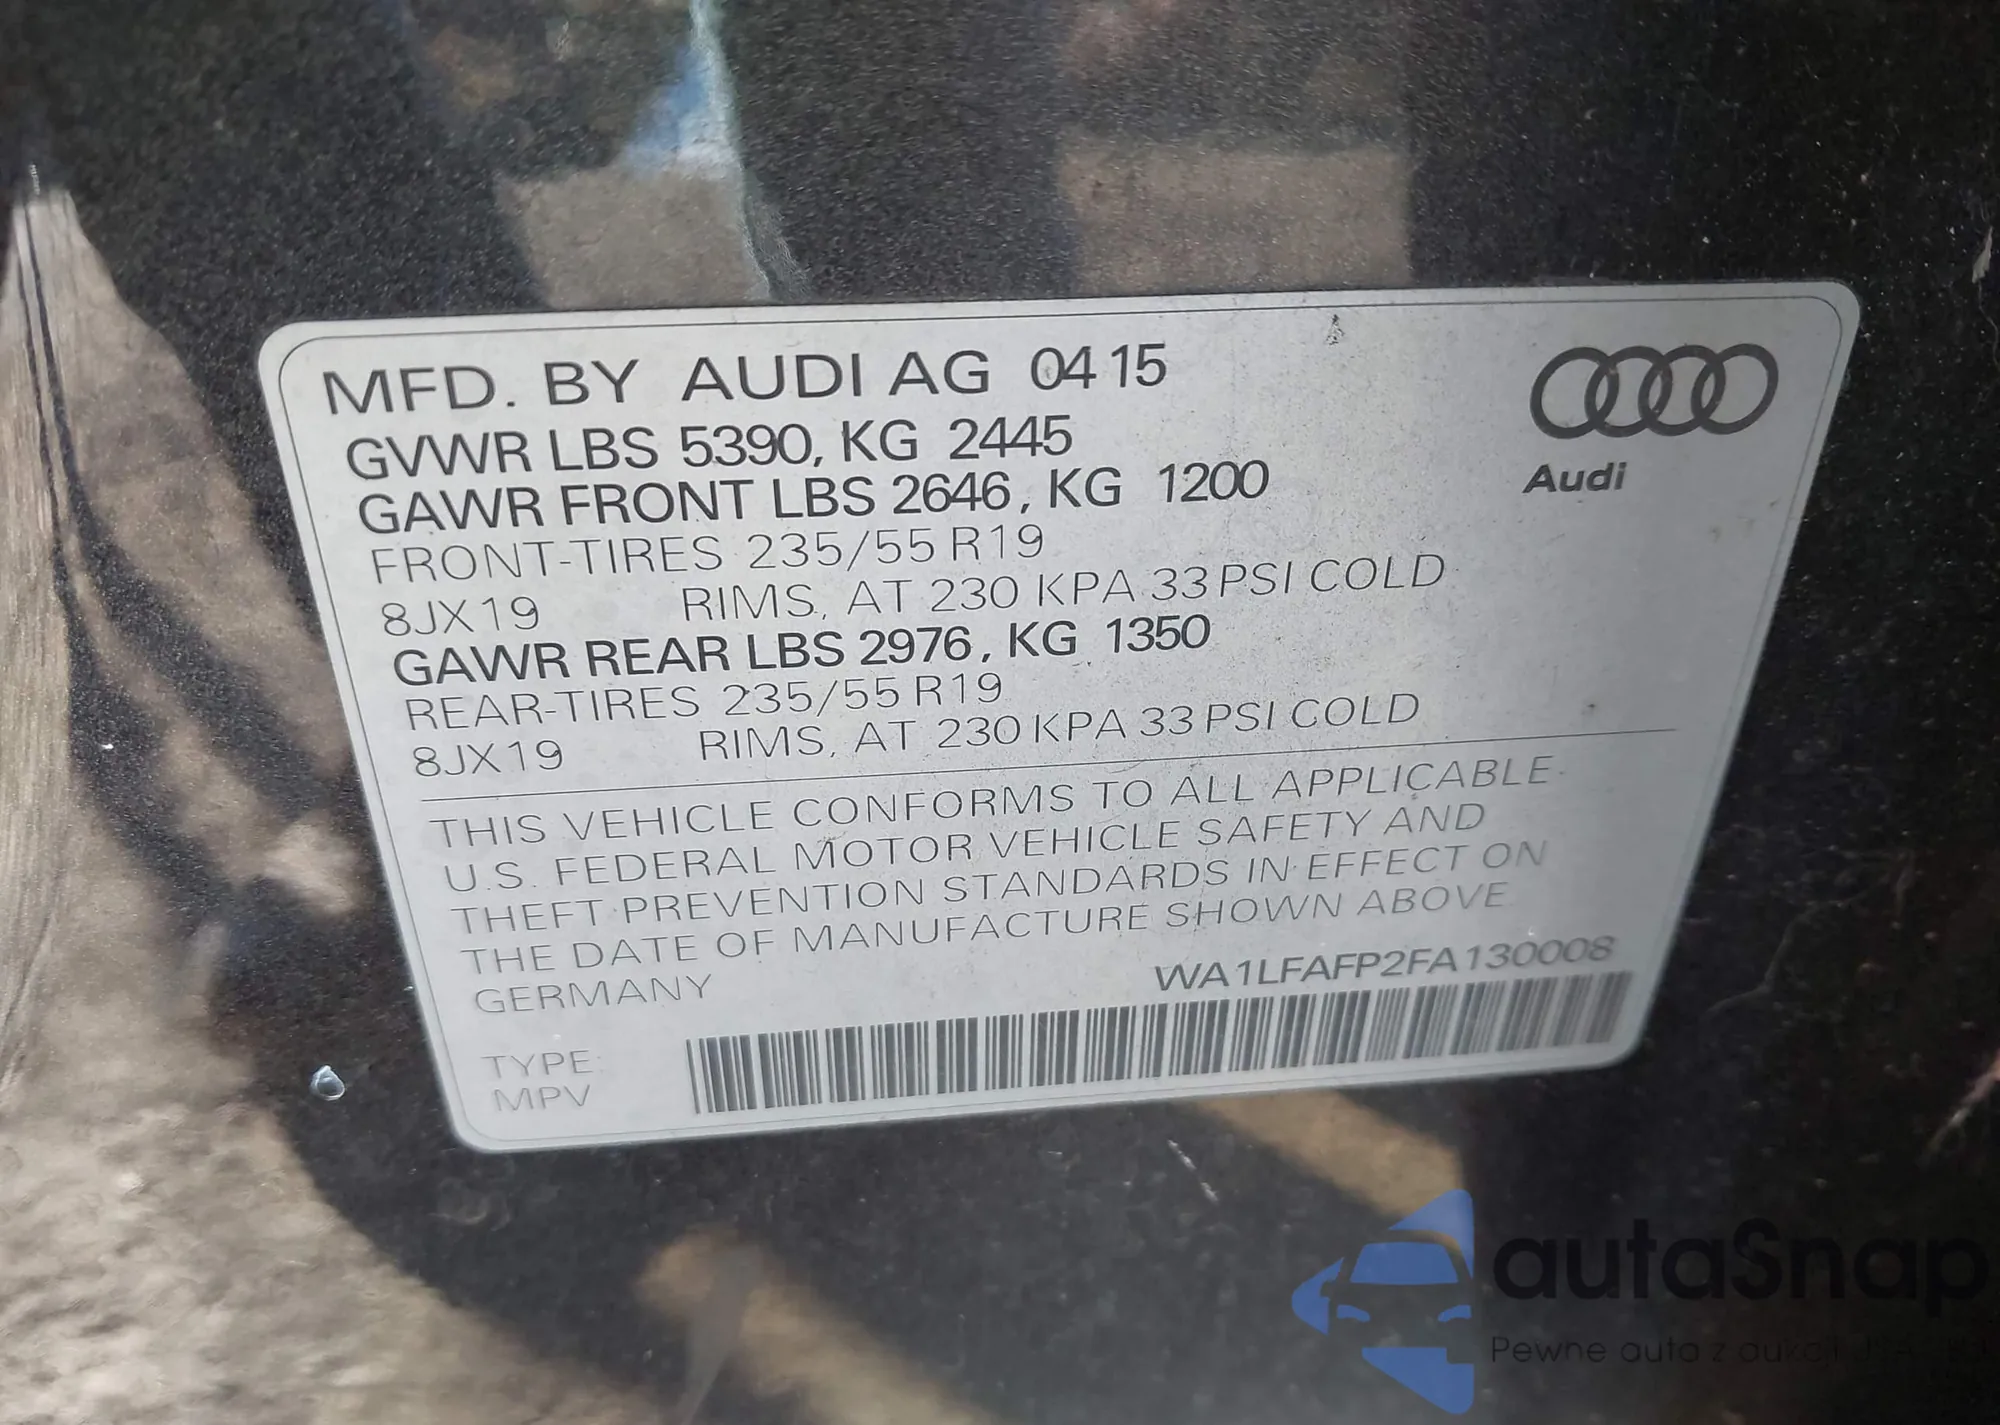 MFD. BY AUDI AG 04 15
GVWR LBS 5390, KG 2445
GAWR FRONT LBS 2646, KG 1200
FRONT-TIRES 235/55 R19
8JX19 RIMS, AT 230 KPA 33 PSI COLD
GAWR REAR LBS 2976, KG 1350
REAR-TIRES 235/55 R19
8JX19 RIMS, AT 230 KPA 33 PSI COLD
Audi
THIS VEHICLE CONFORMS TO ALL APPLICABLE
U.S. FEDERAL MOTOR VEHICLE SAFETY AND
THEFT PREVENTION STANDARDS IN EFFECT ON
THE DATE OF MANUFACTURE SHOWN ABOVE
GERMANY WA1LFAFP2FA130008
TYPE:
MPV
autaSnap
Pewne auta z aukcji